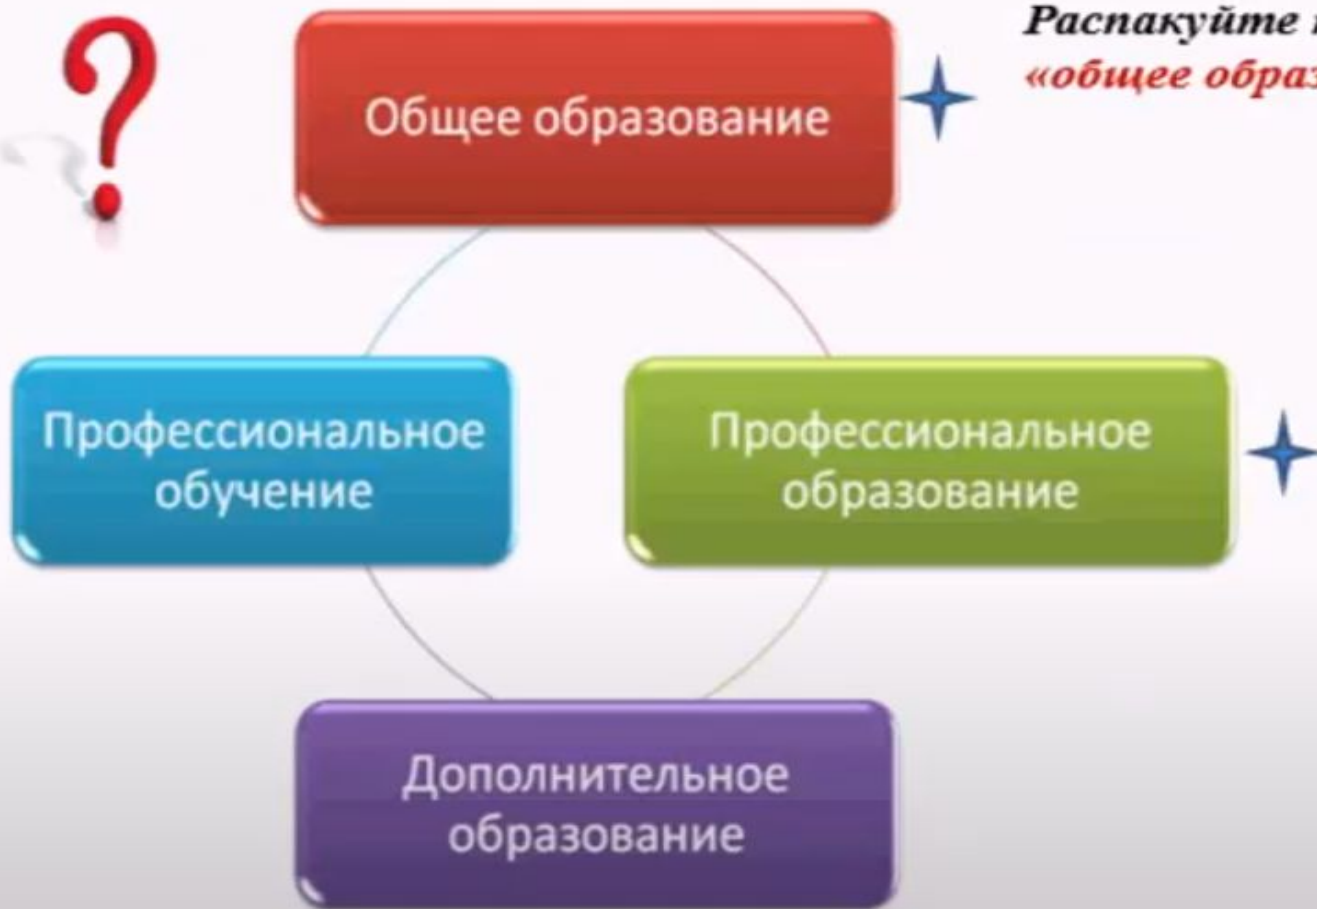 Распакуйте
«общее
Общее образование
Профессиональное
обучение
Профессиональное
образование
Дополнительное
образование